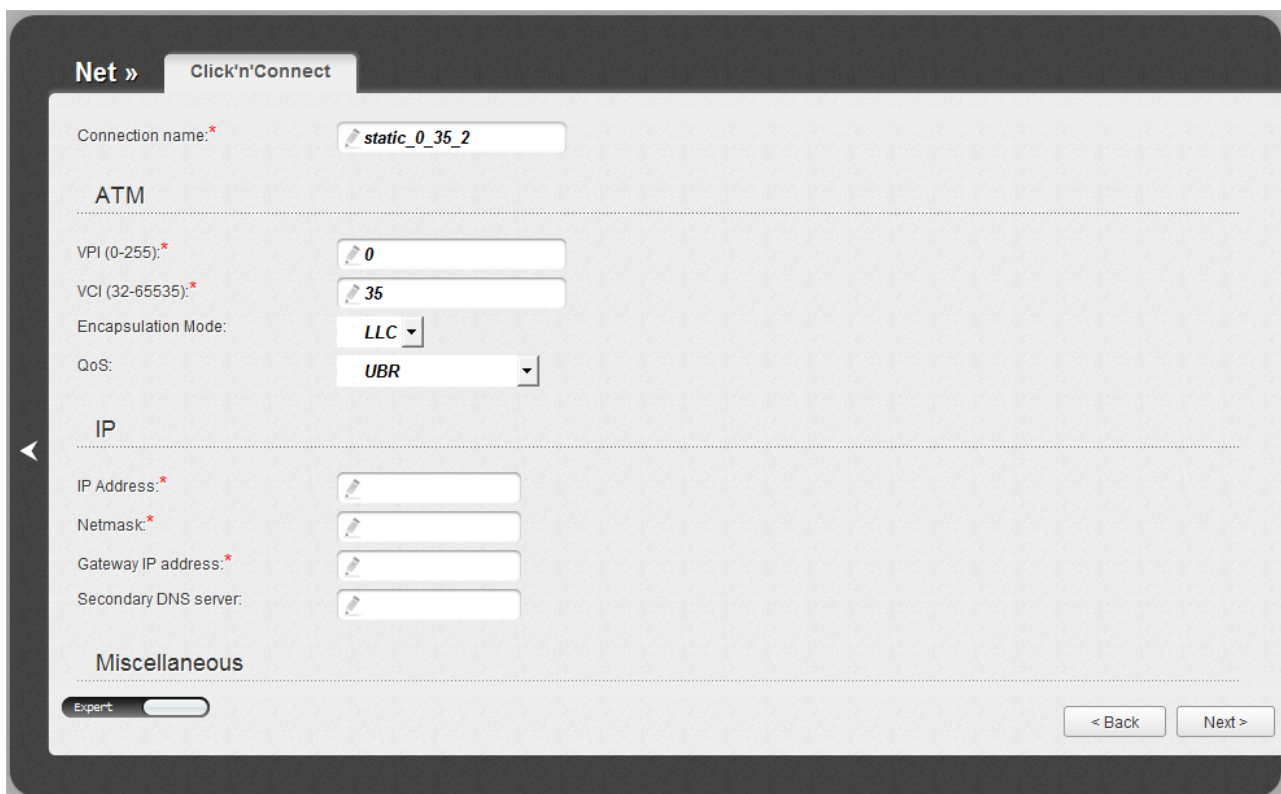 Net » Click'n'Connect
Connection name:* static_0_35_2
ATM
VPI (0-255):* 0
VCI (32-65535):* 35
Encapsulation Mode: LLC
QoS: UBR
IP
IP Address:*
Netmask:*
Gateway IP address:*
Secondary DNS server:
Miscellaneous
Expert
< Back Next >